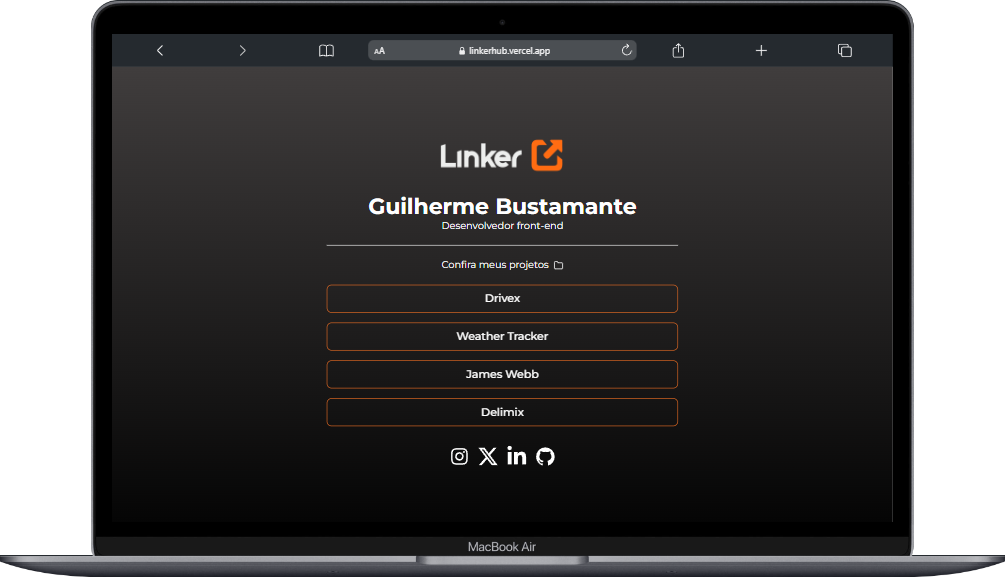 AA linkerhub.vercel.app
Linker
Guilherme Bustamante
Desenvolvedor front-end
Confira meus projetos
Drivex
Weather Tracker
James Webb
Delimix
in
MacBook Air